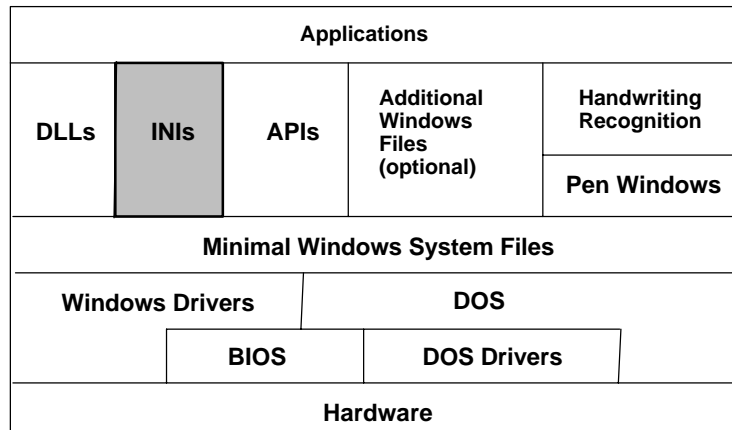 Applications
DLLs
INIs
APIs
Additional
Windows
Files
(optional)
Handwriting
Recognition
Pen Windows
Minimal Windows System Files
Windows Drivers
DOS
BIOS
DOS Drivers
Hardware